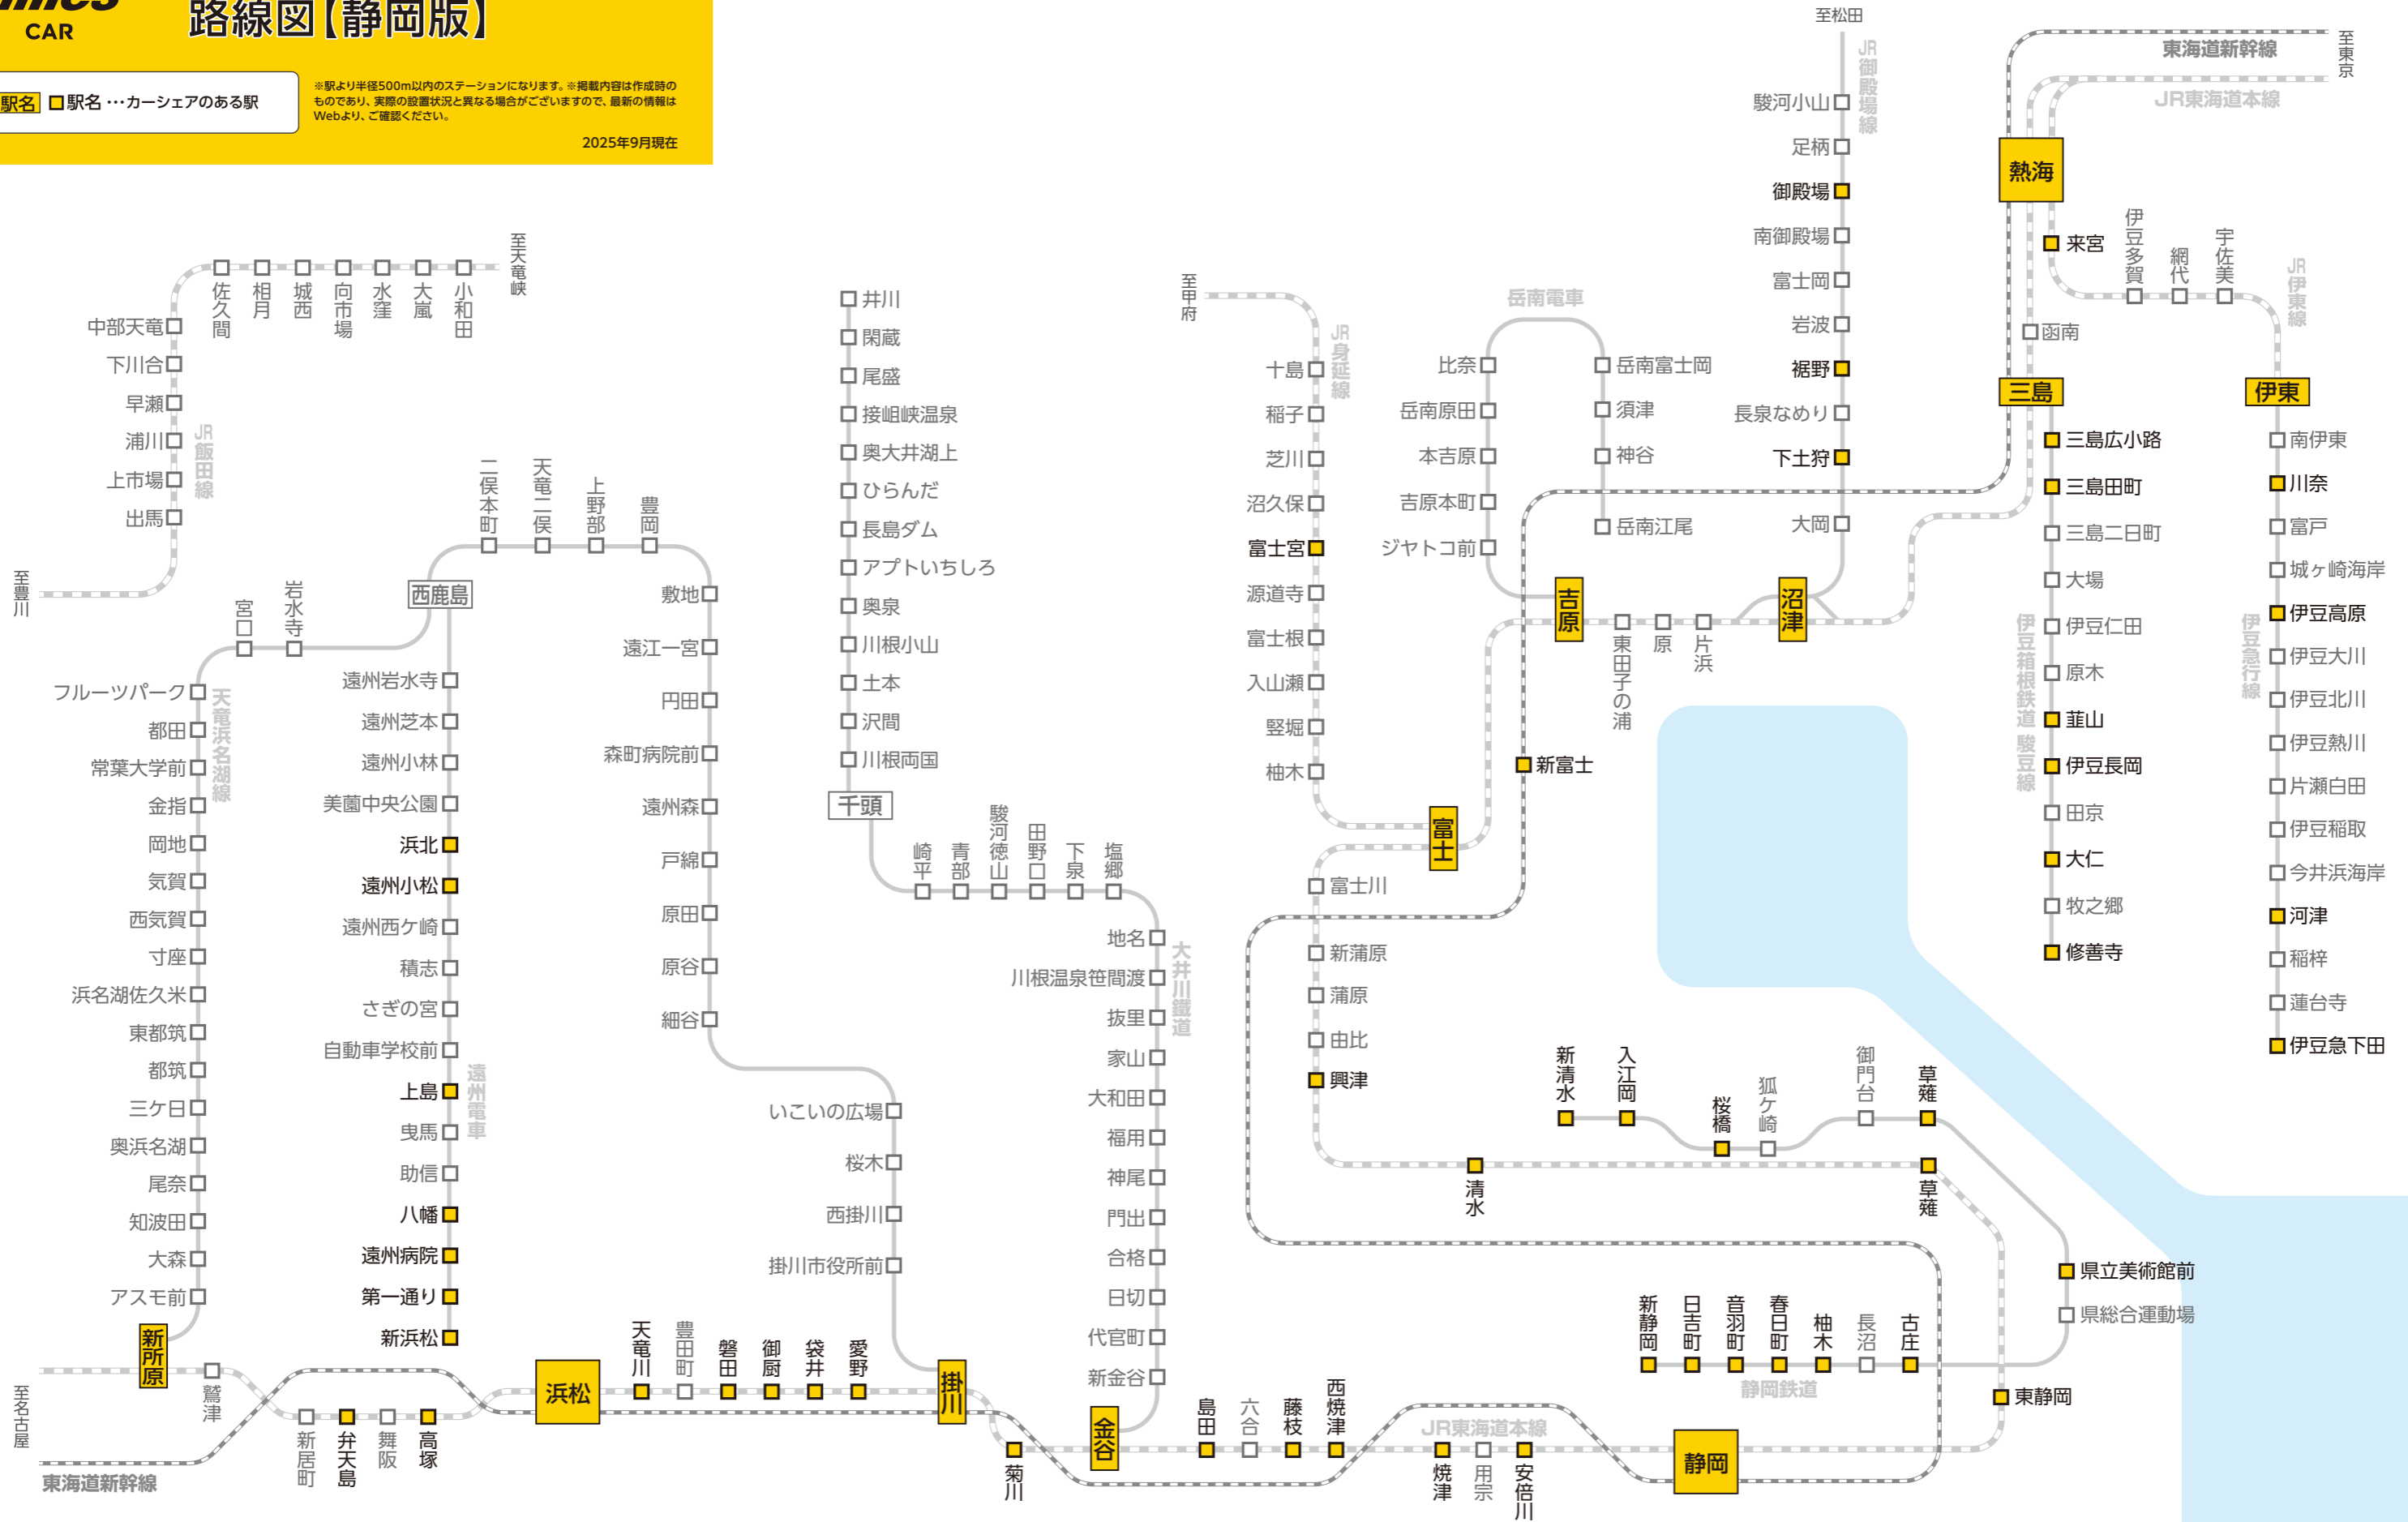 CAR
路線図【静岡版】
駅名 駅名 ･･･カーシェアのある駅
※駅より半径500m以内のステーションになります。※掲載内容は作成時の
ものであり、実際の設置状況と異なる場合がございますので、最新の情報は
Webより、ご確認ください。
2025年9月現在
至天竜峡
佐久間
相月
城西
向市場
水窪
大嵐
小和田
中部天竜
下川合
早瀬
浦川
上市場
出馬
JR飯田線
至豊川
宮口
岩水寺
西鹿島
二俣本町
天竜二俣
上野部
豊岡
フルーツパーク
都田
常葉大学前
金指
岡地
気賀
西気賀
寸座
浜名湖佐久米
東都筑
都筑
三ケ日
奥浜名湖
尾奈
知波田
大森
アスモ前
新所原
天竜浜名湖線
遠州岩水寺
遠州芝本
遠州小林
美薗中央公園
浜北
遠州小松
遠州西ケ崎
積志
さぎの宮
自動車学校前
上島
曳馬
助信
八幡
遠州病院
第一通り
新浜松
遠州電車
敷地
遠江一宮
円田
森町病院前
遠州森
戸綿
原田
原谷
細谷
いこいの広場
桜木
西掛川
掛川市役所前
掛川
井川
閑蔵
尾盛
接岨峡温泉
奥大井湖上
ひらんだ
長島ダム
アプトいちしろ
奥泉
川根小山
土本
沢間
川根両国
千頭
崎平
青部
駿河徳山
田野口
下泉
塩郷
地名
川根温泉笹間渡
抜里
家山
大和田
福用
神尾
門出
合格
日切
代官町
新金谷
金谷
大井川鐵道
至名古屋
東海道新幹線
鷲津
新居町
弁天島
舞阪
高塚
浜松
天竜川
豊田町
磐田
御厨
袋井
愛野
菊川
島田
六合
藤枝
西焼津
焼津
用宗
安倍川
JR東海道本線
静岡
東静岡
至甲府
JR身延線
十島
稲子
芝川
沼久保
富士宮
源道寺
富士根
入山瀬
竪堀
柚木
富士
富士川
新蒲原
蒲原
由比
興津
清水
草薙
岳南電車
比奈
岳南原田
本吉原
吉原本町
ジヤトコ前
岳南富士岡
須津
神谷
岳南江尾
吉原
東田子の浦
原
片浜
沼津
新富士
至松田
JR御殿場線
駿河小山
足柄
御殿場
南御殿場
富士岡
岩波
裾野
長泉なめり
下土狩
大岡
東海道新幹線
至東京
JR東海道本線
熱海
来宮
伊豆多賀
網代
宇佐美
JR伊東線
函南
三島
伊東
三島広小路
三島田町
三島二日町
大場
伊豆仁田
原木
韮山
伊豆長岡
田京
大仁
牧之郷
修善寺
伊豆箱根鉄道 駿豆線
南伊東
川奈
富戸
城ヶ崎海岸
伊豆高原
伊豆大川
伊豆北川
伊豆熱川
片瀬白田
伊豆稲取
今井浜海岸
河津
稲梓
蓮台寺
伊豆急下田
伊豆急行線
新清水
入江岡
桜橋
狐ケ崎
御門台
草薙
県立美術館前
県総合運動場
新静岡
日吉町
音羽町
春日町
柚木
長沼
古庄
静岡鉄道